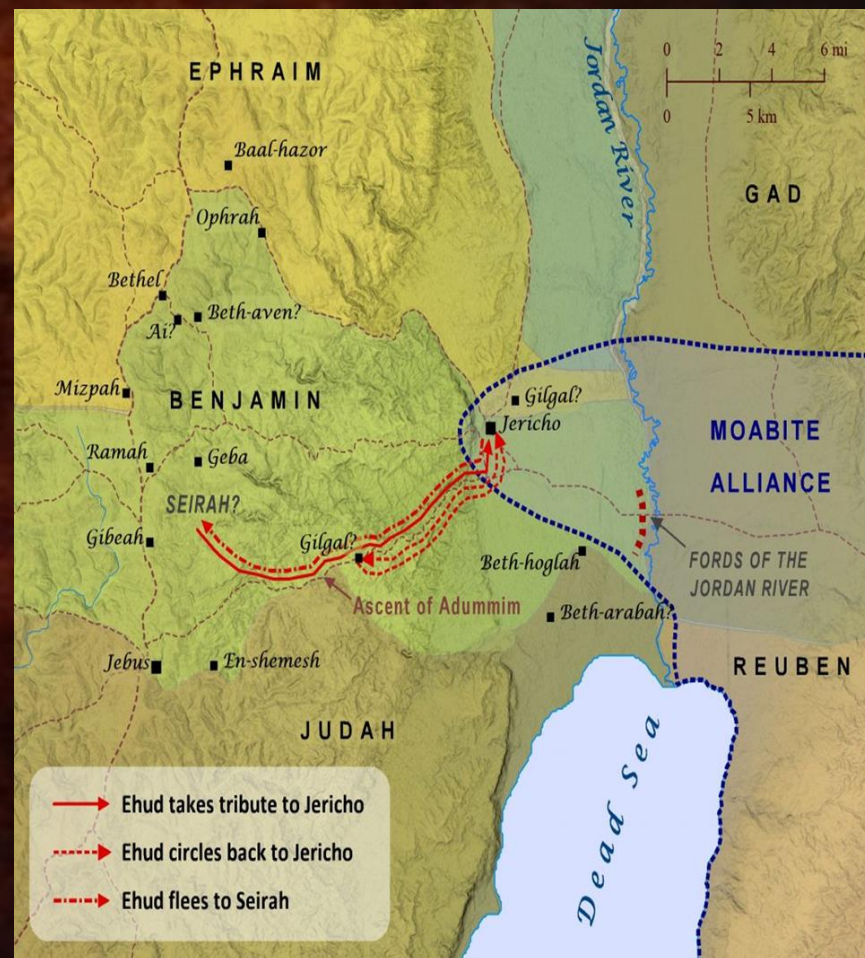 EPHRAIM
Baal-hazor
Ophrah
Bethel
Ai?
Beth-aven?
Mizpah
BENJAMIN
Ramah
Geba
SEIRAH?
Gibeah
Gilgal?
Ascent of Adummim
Jebus
En-shemesh
JUDAH
Jordan River
0 2 4 6 mi
0 5 km
GAD
Gilgal?
Jericho
MOABITE
ALLIANCE
Beth-hoglah
FORDS OF THE
JORDAN RIVER
Beth-arabah?
REUBEN
Dead Sea
Ehud takes tribute to Jericho
Ehud circles back to Jericho
Ehud flees to Seirah